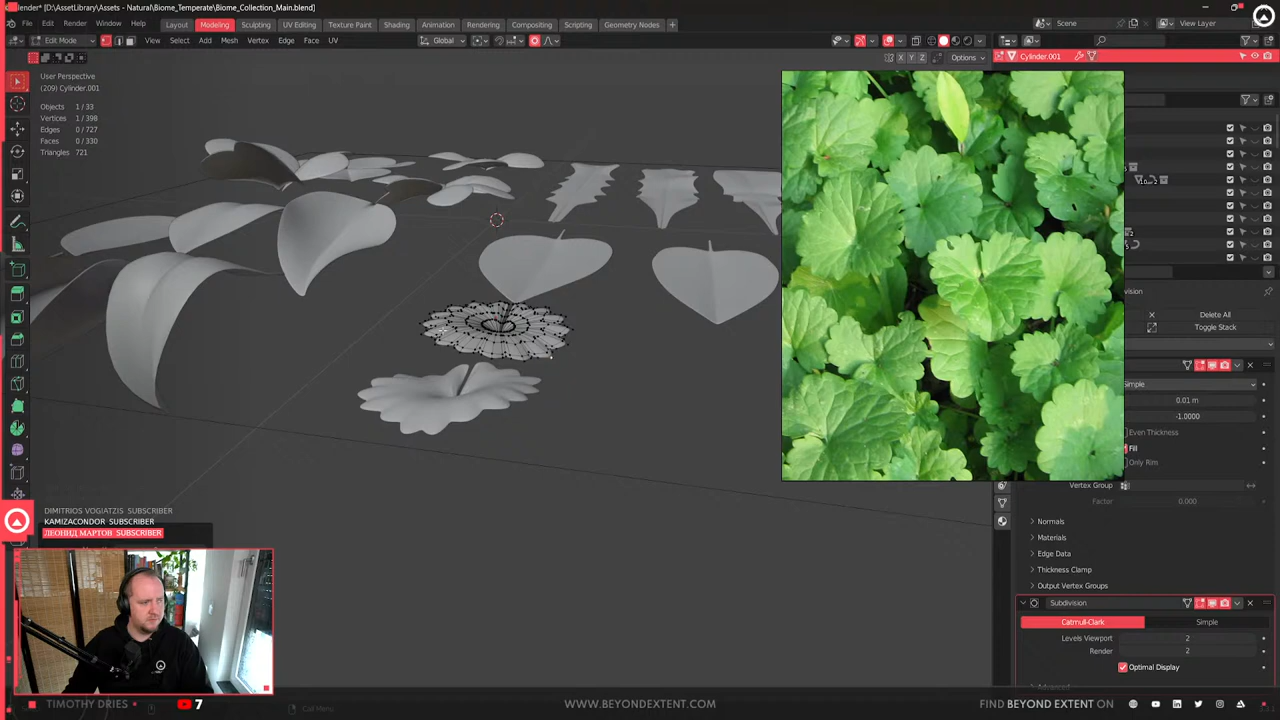 lender* [D:\AssetLibrary\Assets - Natural\Biome_Temperate\Biome_Collection_Main.blend]
File Edit Render Window Help
Layout Modeling Sculpting UV Editing Texture Paint Shading Animation Rendering Compositing Scripting Geometry Nodes +
Scene View Layer
Edit Mode View Select Add Mesh Vertex Edge Face UV Global
X Y Z Options
Cylinder.001
User Perspective
(209) Cylinder.001
Objects 1 / 33
Vertices 1 / 398
Edges 0 / 727
Faces 0 / 330
Triangles 721
Delete All
Toggle Stack
0.01 m
-1.0000
Even Thickness
Fill
Only Rim
Vertex Group
Factor 0.000
Normals
Materials
Edge Data
Thickness Clamp
Output Vertex Groups
Subdivision
Catmull-Clark Simple
Levels Viewport 2
Render 2
Optimal Display
DIMITRIOS VOGIATZIS SUBSCRIBER
KAMIZACONDOR SUBSCRIBER
ЛЕОНИД МАРТОВ SUBSCRIBER
TIMOTHY DRIES 7 WWW.BEYONDEXTENT.COM FIND BEYOND EXTENT ON